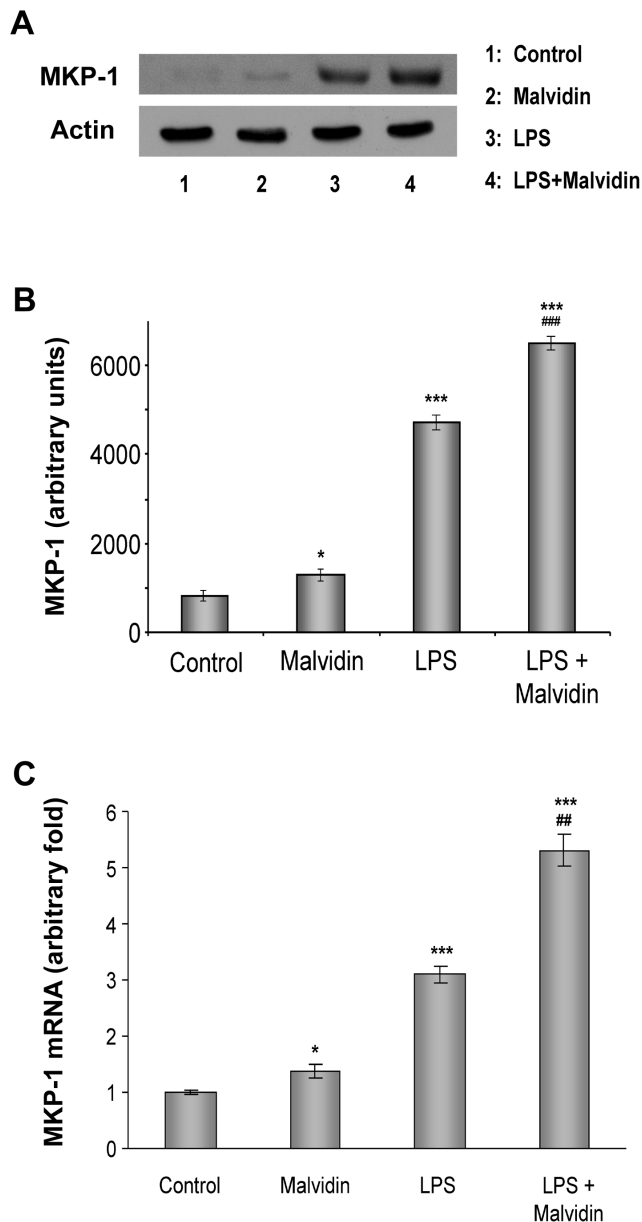 A
MKP-1
Actin
1 2 3 4
1: Control
2: Malvidin
3: LPS
4: LPS+Malvidin
B
MKP-1 (arbitrary units)
6000
4000
2000
0
*
***
***
###
Control Malvidin LPS LPS +
Malvidin
C
MKP-1 mRNA (arbitrary fold)
6
5
4
3
2
1
0
*
***
***
##
Control Malvidin LPS LPS +
Malvidin